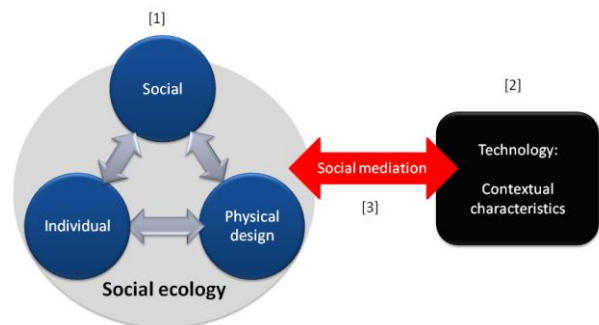 [1]
Social
Individual
Physical
design
Social ecology
Social mediation
[3]
[2]
Technology:
Contextual
characteristics